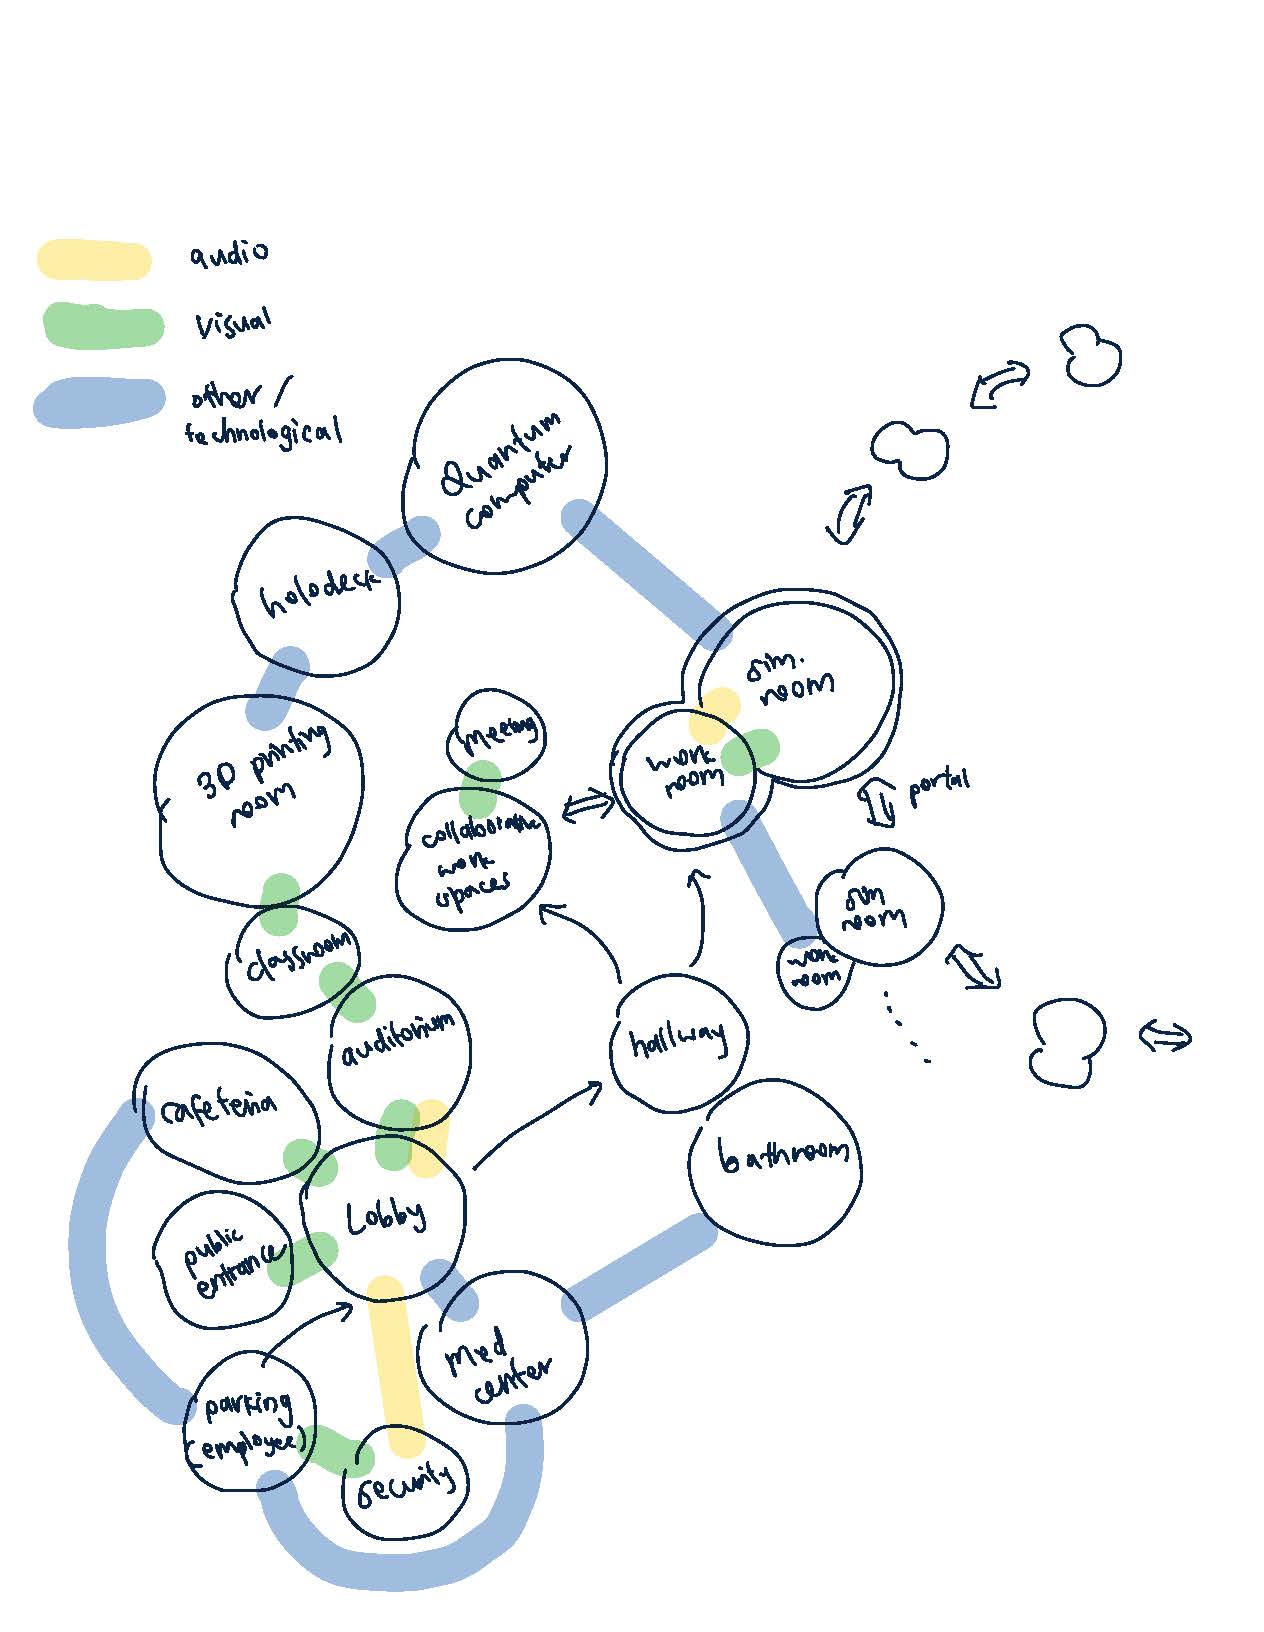 audio
visual
other /
technological
Quantum
computer
holodeck
sim.
room
meeting
work
room
3D printing
room
portal
collaborative
work
spaces
sim
room
classroom
work
room
auditorium
hallway
cafeteria
bathroom
Lobby
public
entrance
Med
center
parking
(employee)
security